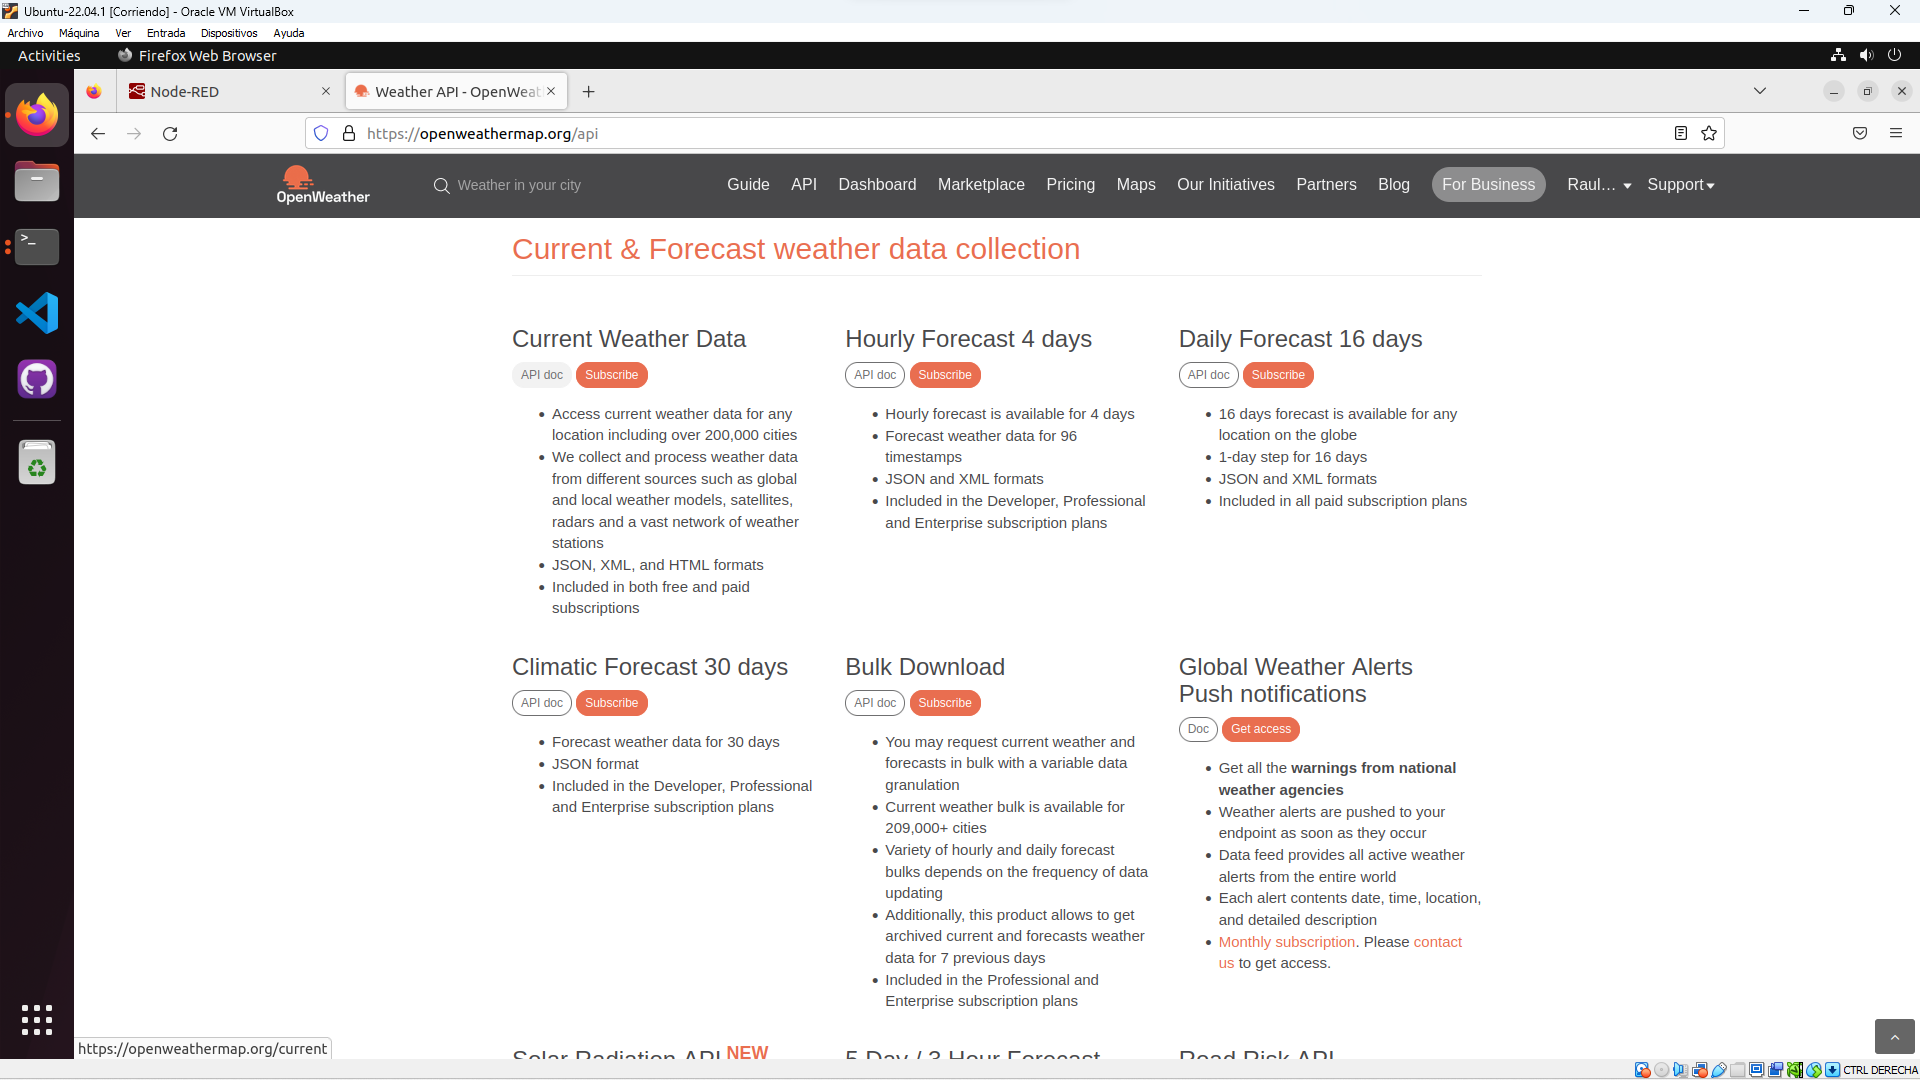 Ubuntu-22.04.1 [Corriendo] - Oracle VM VirtualBox
Archivo Máquina Ver Entrada Dispositivos Ayuda
Activities Firefox Web Browser
Node-RED
Weather API - OpenWeat
https://openweathermap.org/api
OpenWeather
Weather in your city
Guide API Dashboard Marketplace Pricing Maps Our Initiatives Partners Blog For Business Raul... Support
Current & Forecast weather data collection
Current Weather Data
API doc Subscribe
• Access current weather data for any
location including over 200,000 cities
• We collect and process weather data
from different sources such as global
and local weather models, satellites,
radars and a vast network of weather
stations
• JSON, XML, and HTML formats
• Included in both free and paid
subscriptions
Hourly Forecast 4 days
API doc Subscribe
• Hourly forecast is available for 4 days
• Forecast weather data for 96
timestamps
• JSON and XML formats
• Included in the Developer, Professional
and Enterprise subscription plans
Daily Forecast 16 days
API doc Subscribe
• 16 days forecast is available for any
location on the globe
• 1-day step for 16 days
• JSON and XML formats
• Included in all paid subscription plans
Climatic Forecast 30 days
API doc Subscribe
• Forecast weather data for 30 days
• JSON format
• Included in the Developer, Professional
and Enterprise subscription plans
Bulk Download
API doc Subscribe
• You may request current weather and
forecasts in bulk with a variable data
granulation
• Current weather bulk is available for
209,000+ cities
• Variety of hourly and daily forecast
bulks depends on the frequency of data
updating
• Additionally, this product allows to get
archived current and forecasts weather
data for 7 previous days
• Included in the Professional and
Enterprise subscription plans
Global Weather Alerts
Push notifications
Doc Get access
• Get all the warnings from national
weather agencies
• Weather alerts are pushed to your
endpoint as soon as they occur
• Data feed provides all active weather
alerts from the entire world
• Each alert contents date, time, location,
and detailed description
• Monthly subscription. Please contact
us to get access.
Solar Radiation API NEW
5 Day / 3 Hour Forecast
Road Risk API
https://openweathermap.org/current
CTRL DERECHA